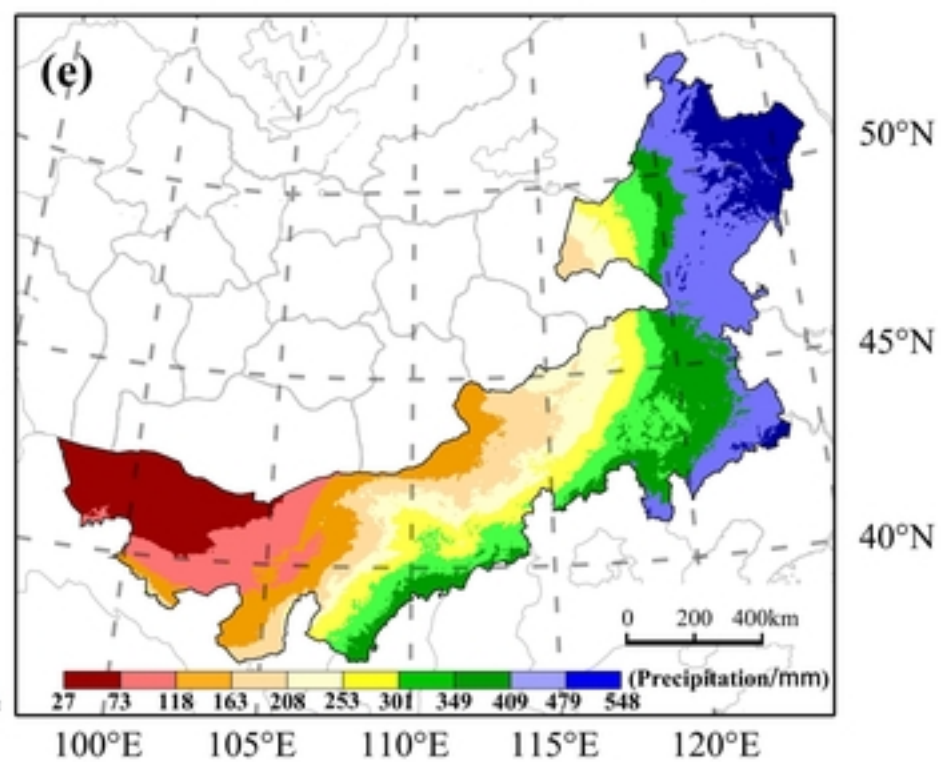 (e)
50°N
45°N
40°N
0 200 400km
(Precipitation/mm)
27 73 118 163 208 253 301 349 409 479 548
100°E 105°E 110°E 115°E 120°E